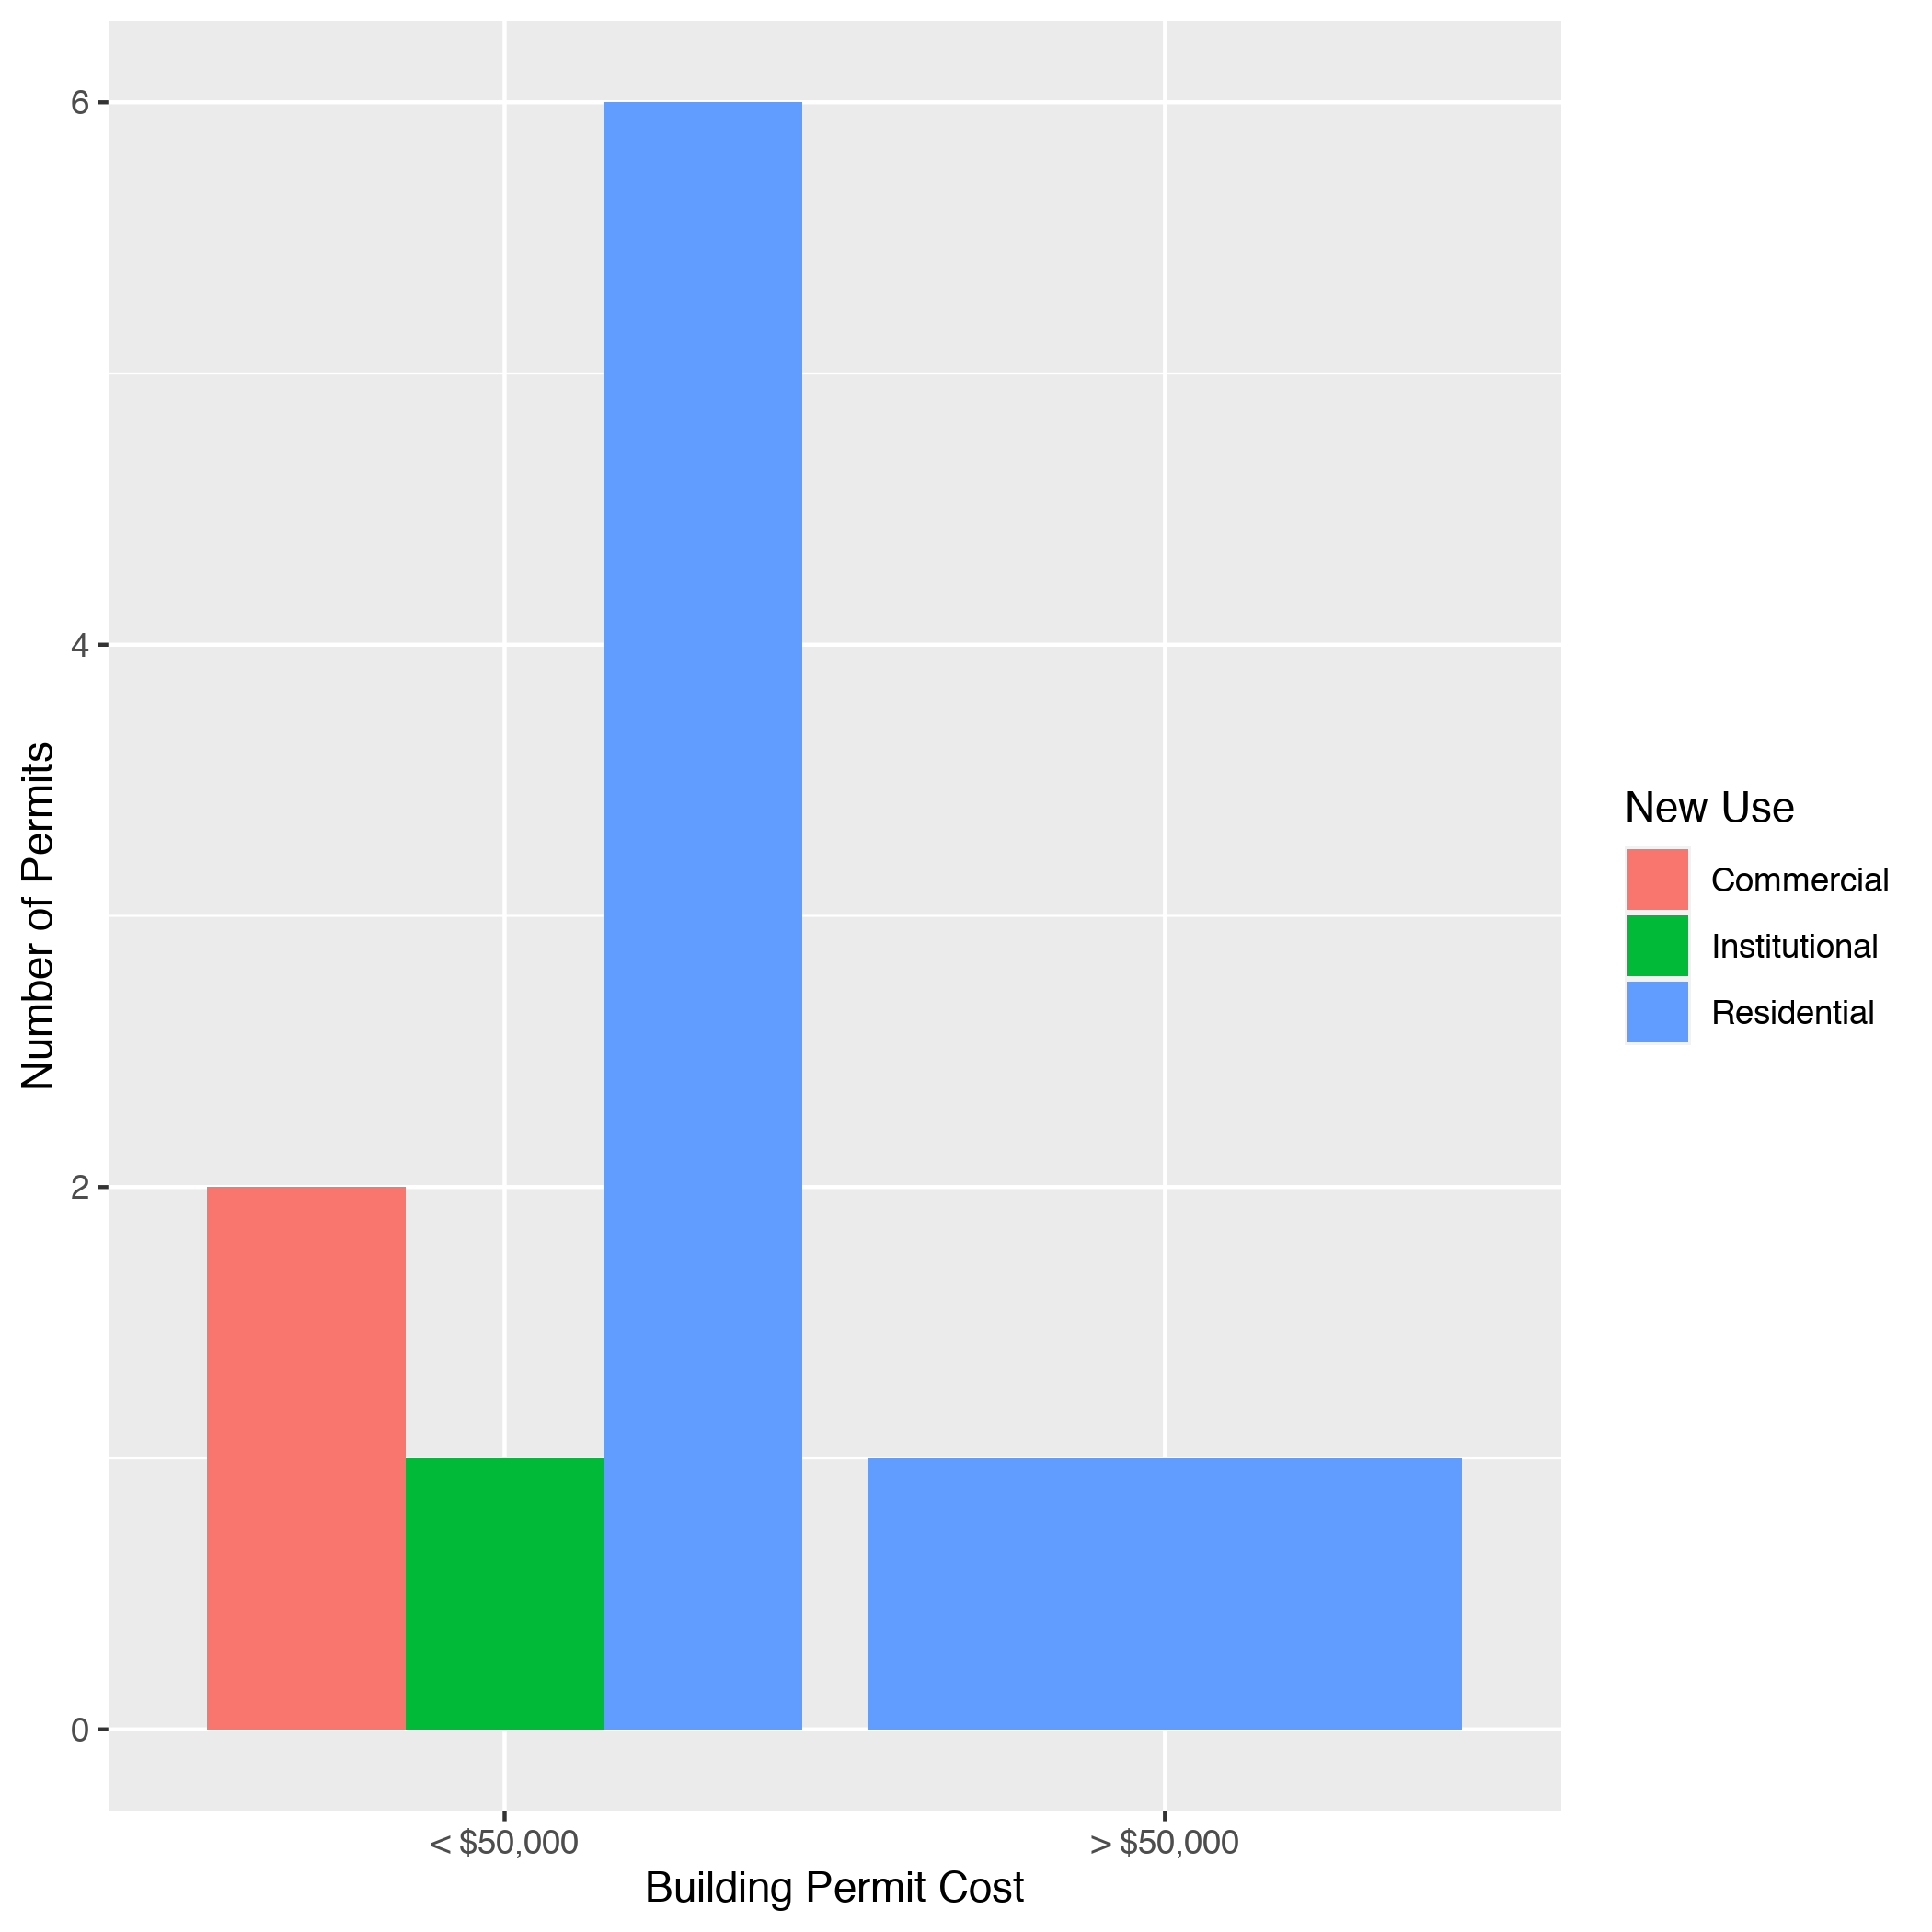 6
4
2
0
Number of Permits
< $50,000
> $50,000
Building Permit Cost
New Use
Commercial
Institutional
Residential